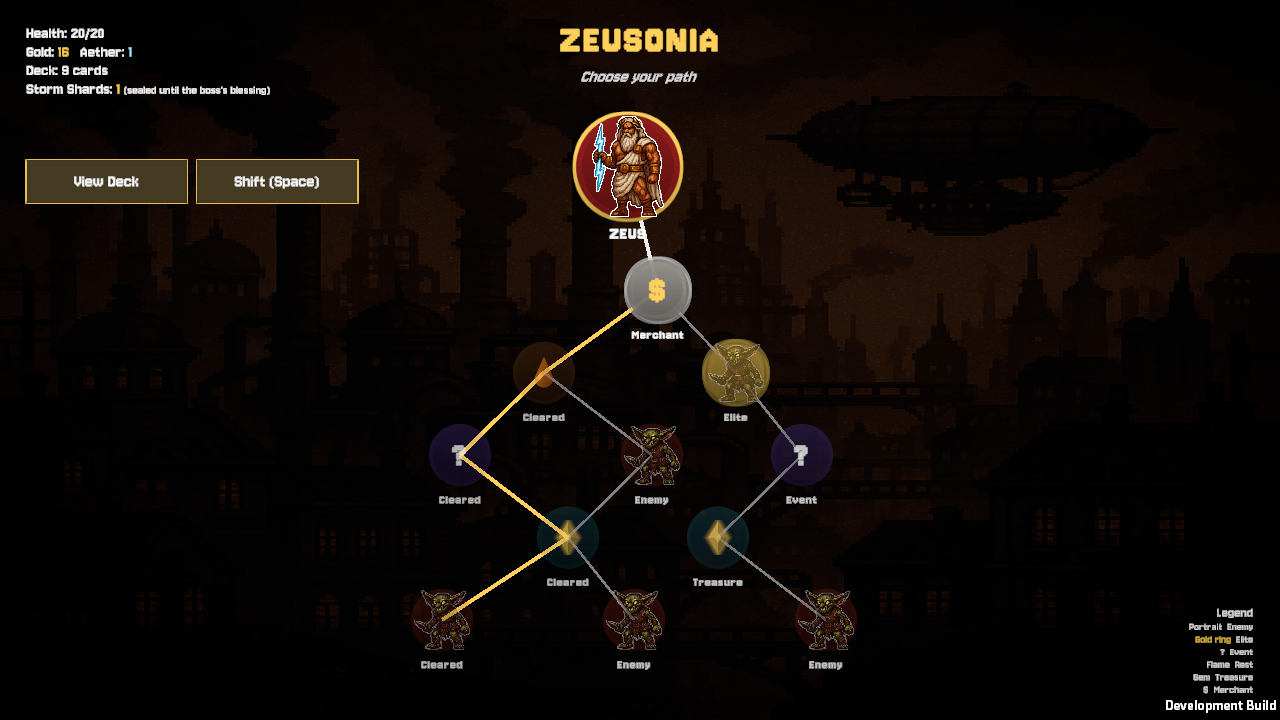 Health: 20/20
Gold: 16 Aether: 1
Deck: 9 cards
Storm Shards: 1 (sealed until the boss's blessing)
View Deck
Shift (Space)
ZEUSONIA
Choose your path
ZEUS
$
Merchant
Cleared
Elite
?
Cleared
Enemy
?
Event
Cleared
Treasure
Cleared
Enemy
Enemy
Legend
Portrait Enemy
Gold ring Elite
? Event
Flame Rest
Gem Treasure
$ Merchant
Development Build